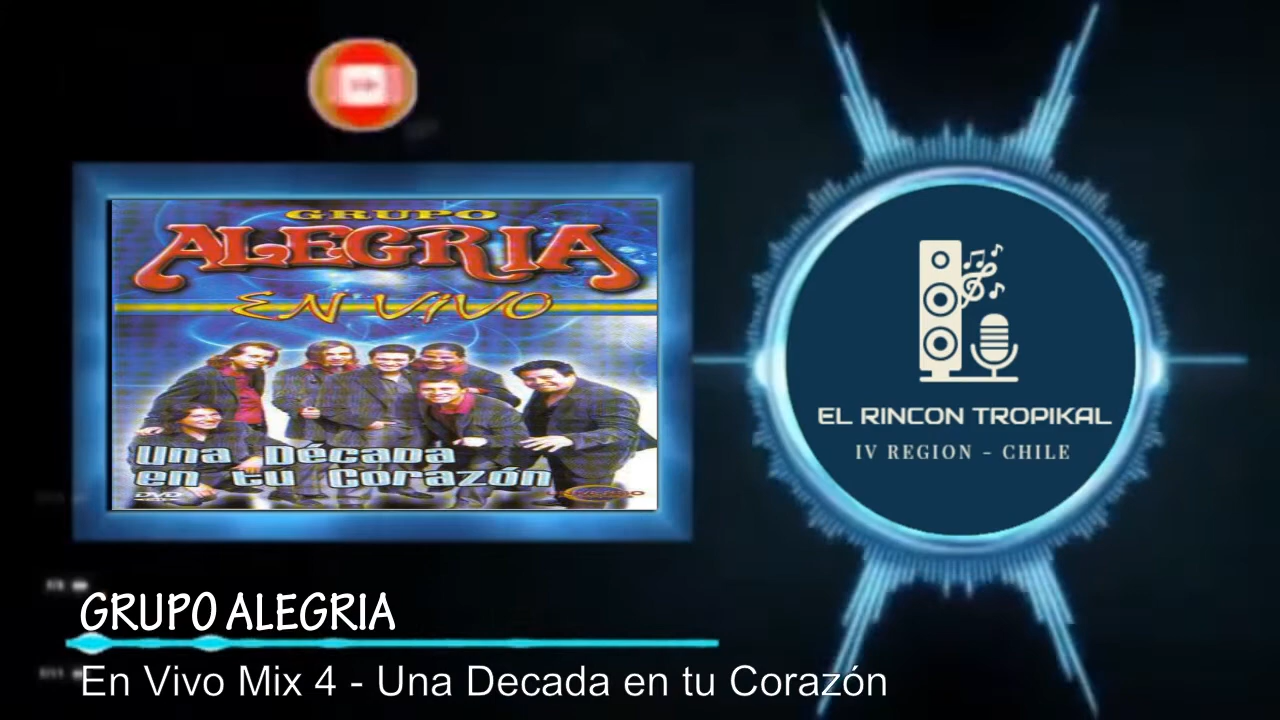 GRUPO
ALEGRIA
EN VIVO
Una Década
en tu Corazón
DVD
EL RINCON TROPIKAL
IV REGION - CHILE
GRUPO ALEGRIA
En Vivo Mix 4 - Una Decada en tu Corazón